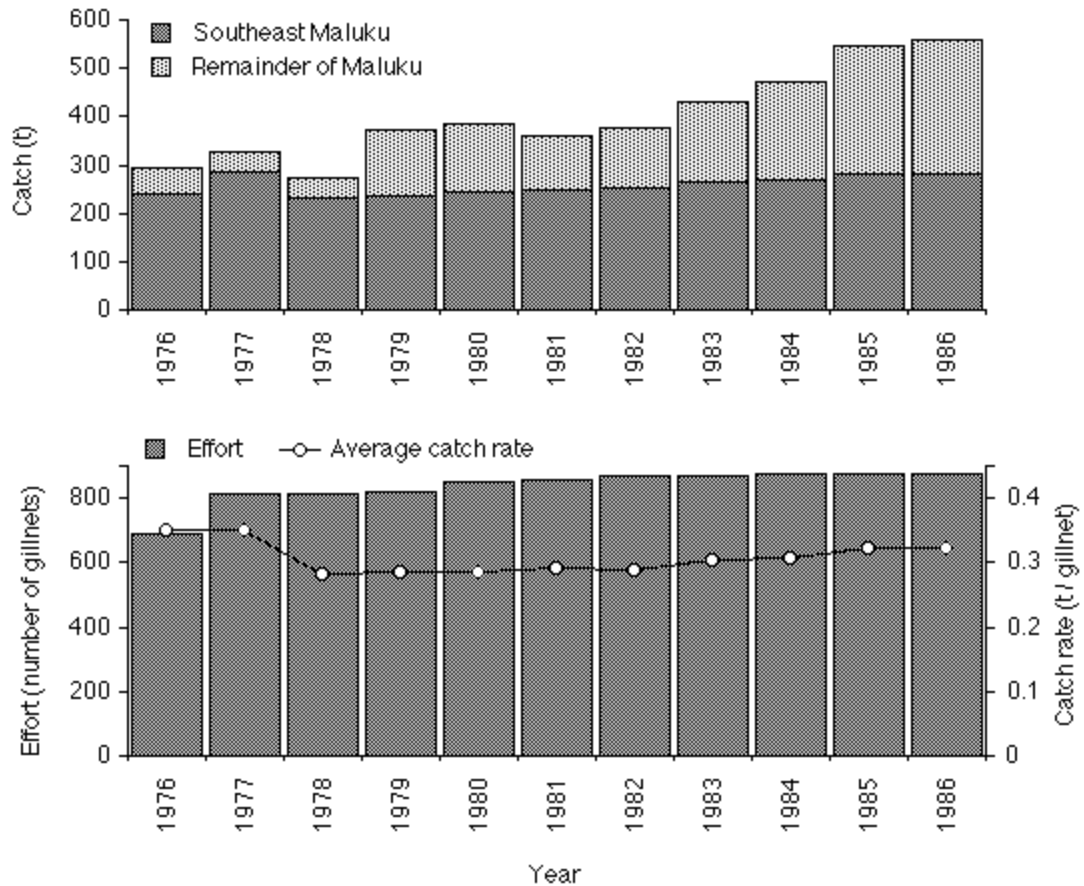 600
Southeast Maluku
500
Remainder of Maluku
400
300
200
100
0
Catch (t)
1976 1977 1978 1979 1980 1981 1982 1983 1984 1985 1986
Effort Average catch rate
800 0.4
600 0.3
400 0.2
200 0.1
0 0
Effort (number of gillnets)
Catch rate (t / gillnet)
1976 1977 1978 1979 1980 1981 1982 1983 1984 1985 1986
Year